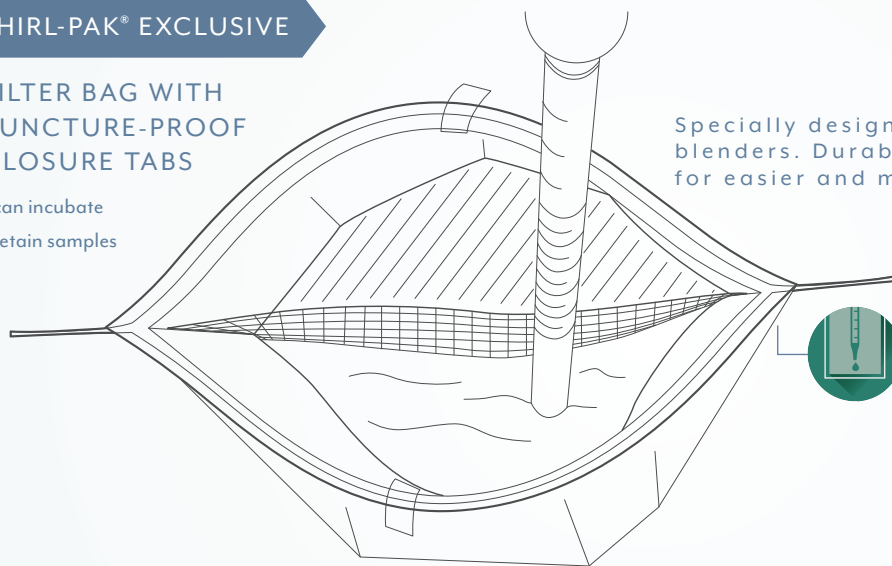 HIRL-PAK® EXCLUSIVE
ILTER BAG WITH
UNCTURE-PROOF
LOSURE TABS
can incubate
etain samples
Specially design
blenders. Durab
for easier and m